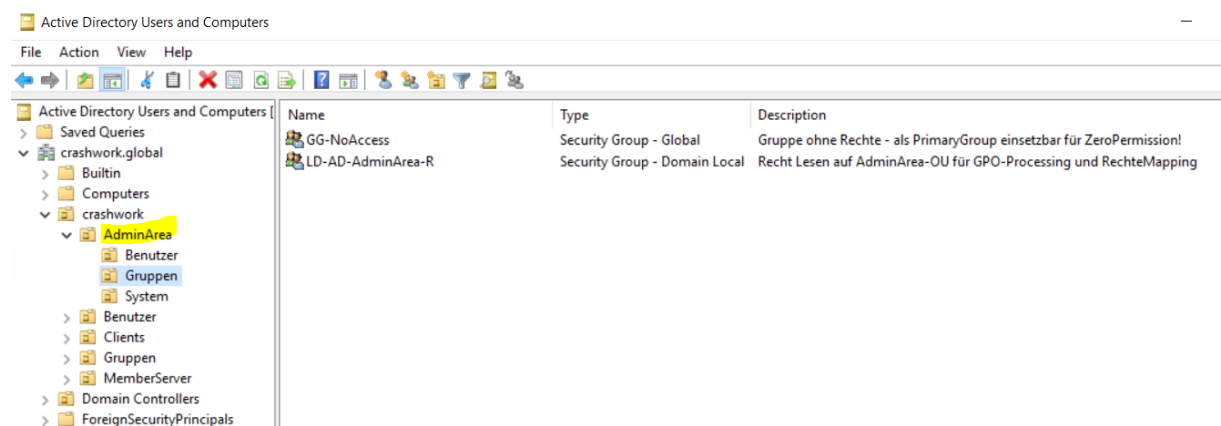 Active Directory Users and Computers
File Action View Help
Active Directory Users and Computers [
Saved Queries
crashwork.global
Builtin
Computers
crashwork
AdminArea
Benutzer
Gruppen
System
Benutzer
Clients
Gruppen
MemberServer
Domain Controllers
ForeignSecurityPrincipals
Name Type Description
GG-NoAccess Security Group - Global Gruppe ohne Rechte - als PrimaryGroup einsetzbar für ZeroPermission!
LD-AD-AdminArea-R Security Group - Domain Local Recht Lesen auf AdminArea-OU für GPO-Processing und RechteMapping